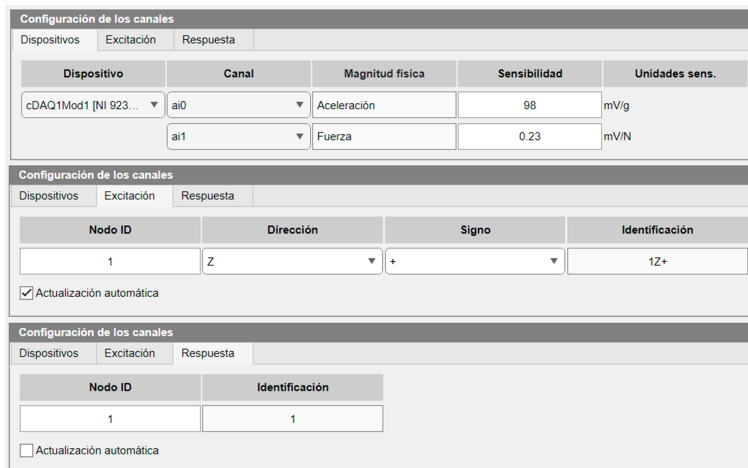 Configuración de los canales
Dispositivos Excitación Respuesta
Dispositivo Canal Magnitud física Sensibilidad Unidades sens.
cDAQ1Mod1 [NI 923... ai0 Aceleración 98 mV/g
ai1 Fuerza 0.23 mV/N
Configuración de los canales
Dispositivos Excitación Respuesta
Nodo ID Dirección Signo Identificación
1 Z + 1Z+
Actualización automática
Configuración de los canales
Dispositivos Excitación Respuesta
Nodo ID Identificación
1 1
Actualización automática